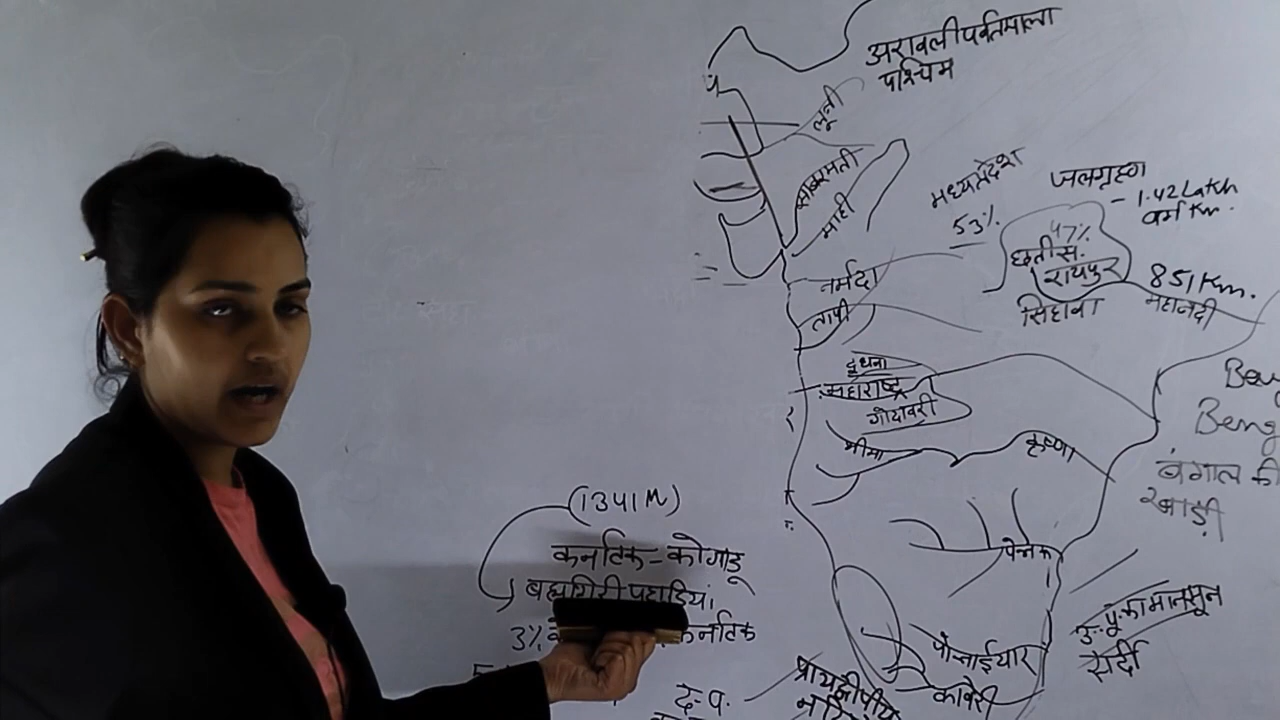 अरावली पर्वतमाला
पश्चिम
लूनी
साबरमती
माही
मध्यप्रदेश
53%
जलग्रहण
- 1.42 Lakh
वर्ग Km.
47%
छतीस.
रायपुर
सिहावा
851 Km.
महानदी
नर्मदा
तापी
दूधना
महाराष्ट्र
गोदावरी
भीमा
कृष्णा
Beng
बंगाल की
खाड़ी
(1341 M)
कर्नाटक = कोगाडू
ब्रह्मगिरी पहाड़ियां
3%
कर्नाटक
पेन्नेरू
पोन्नाईयार
कावेरी
उ. पू. का मानसून
सर्दी
द. प.
प्रायद्वीपीय